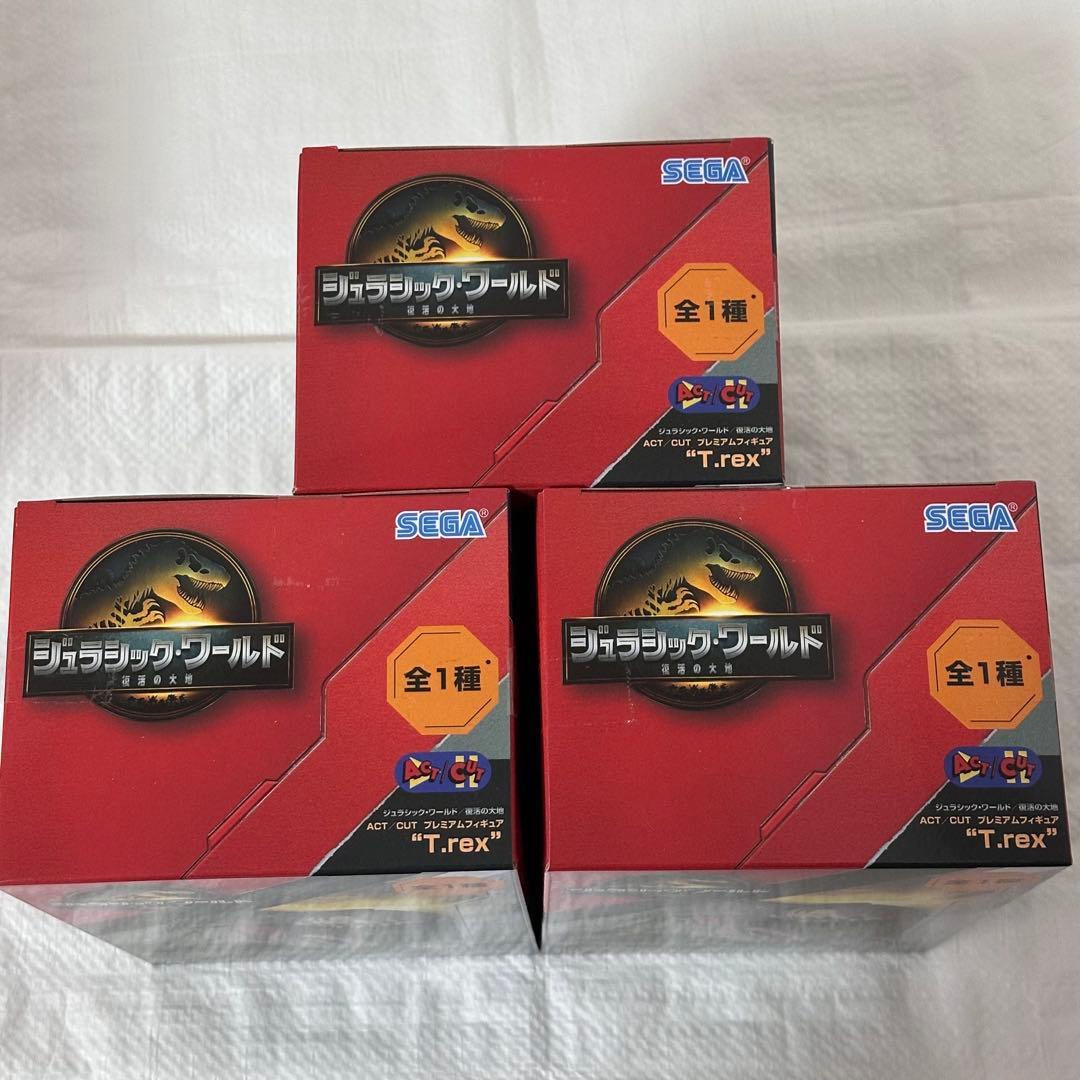 SEGA®
ジュラシック・ワールド
復活の大地
全1種
ACT/CUT
ジュラシック・ワールド/復活の大地
ACT/CUT プレミアムフィギュア
"T.rex"
SEGA®
ジュラシック・ワールド
復活の大地
全1種
ACT/CUT
ジュラシック・ワールド/復活の大地
ACT/CUT プレミアムフィギュア
"T.rex"
SEGA®
ジュラシック・ワールド
復活の大地
全1種
ACT/CUT
ジュラシック・ワールド/復活の大地
ACT/CUT プレミアムフィギュア
"T.rex"